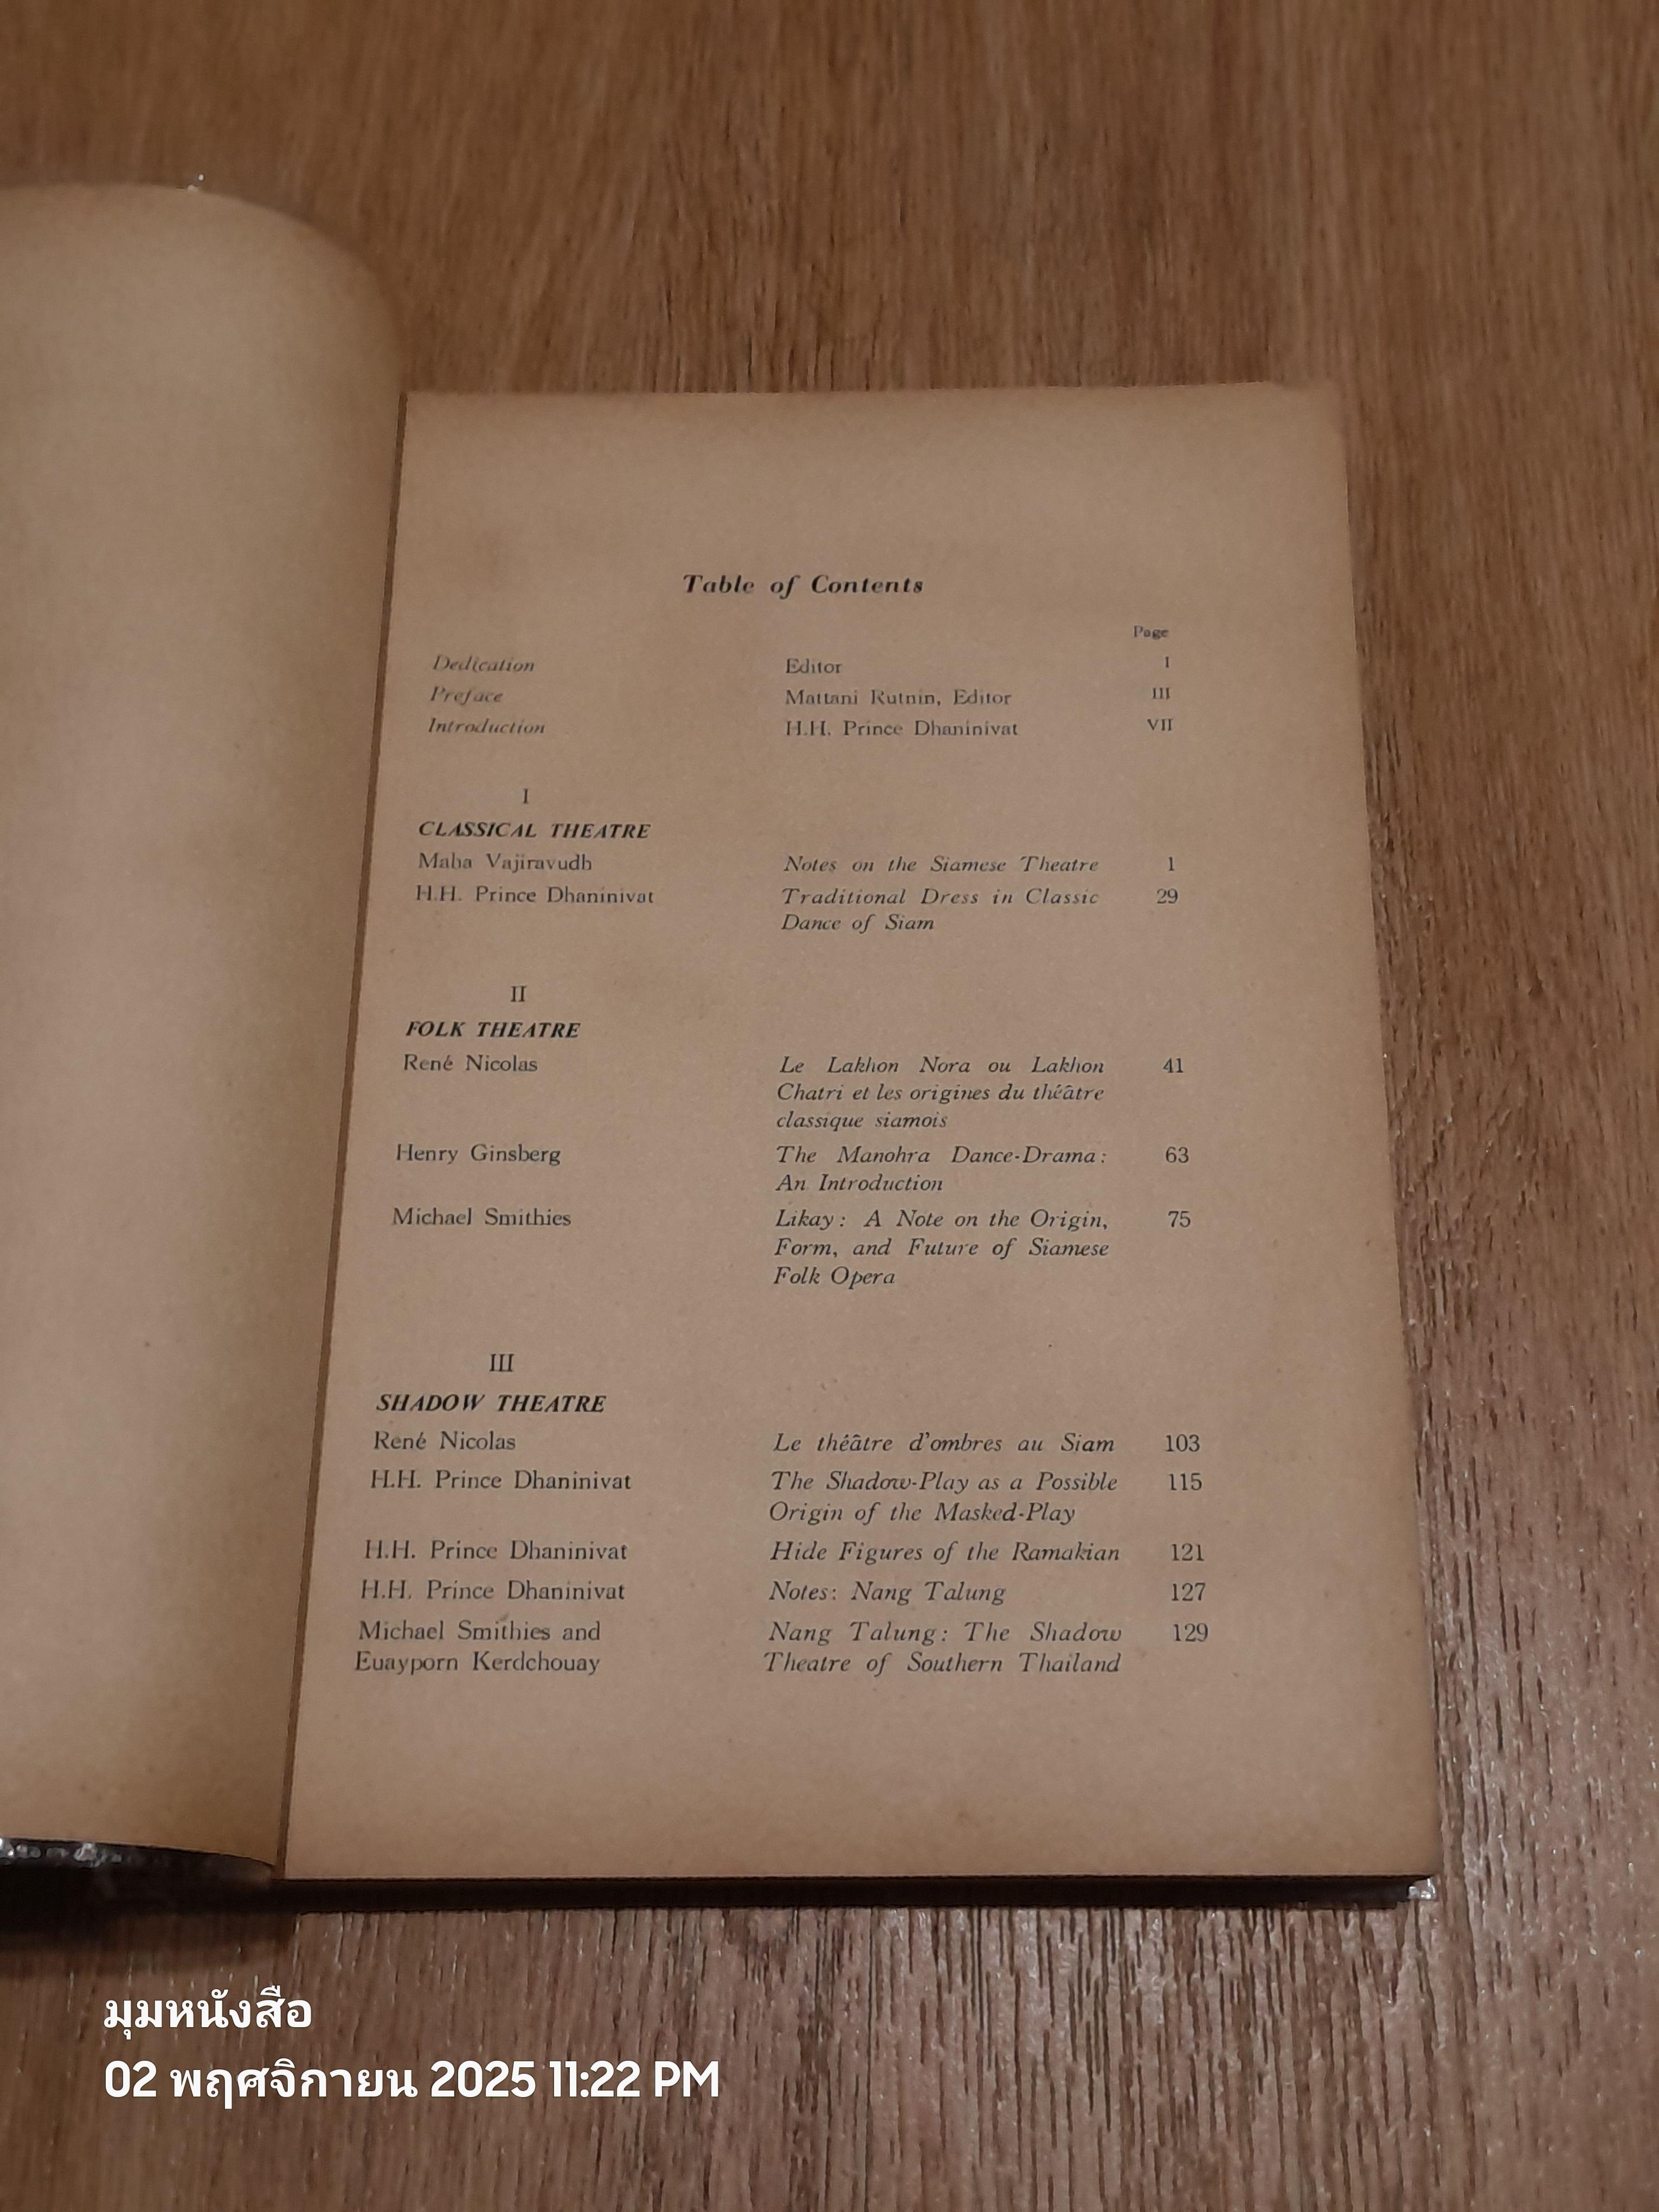 Table of Contents
Page
Dedication Editor I
Preface Mattani Rutnin, Editor III
Introduction H.H. Prince Dhaninivat VII
I
CLASSICAL THEATRE
Maha Vajiravudh Notes on the Siamese Theatre 1
H.H. Prince Dhaninivat Traditional Dress in Classic 29
Dance of Siam
II
FOLK THEATRE
René Nicolas Le Lakhon Nora ou Lakhon 41
Chatri et les origines du théâtre
classique siamois
Henry Ginsberg The Manohra Dance-Drama: 63
An Introduction
Michael Smithies Likay: A Note on the Origin, 75
Form, and Future of Siamese
Folk Opera
III
SHADOW THEATRE
René Nicolas Le théâtre d'ombres au Siam 103
H.H. Prince Dhaninivat The Shadow-Play as a Possible 115
Origin of the Masked-Play
H.H. Prince Dhaninivat Hide Figures of the Ramakian 121
H.H. Prince Dhaninivat Notes: Nang Talung 127
Michael Smithies and Nang Talung: The Shadow 129
Euayporn Kerdchouay Theatre of Southern Thailand
มุมหนังสือ
02 พฤศจิกายน 2025 11:22 PM